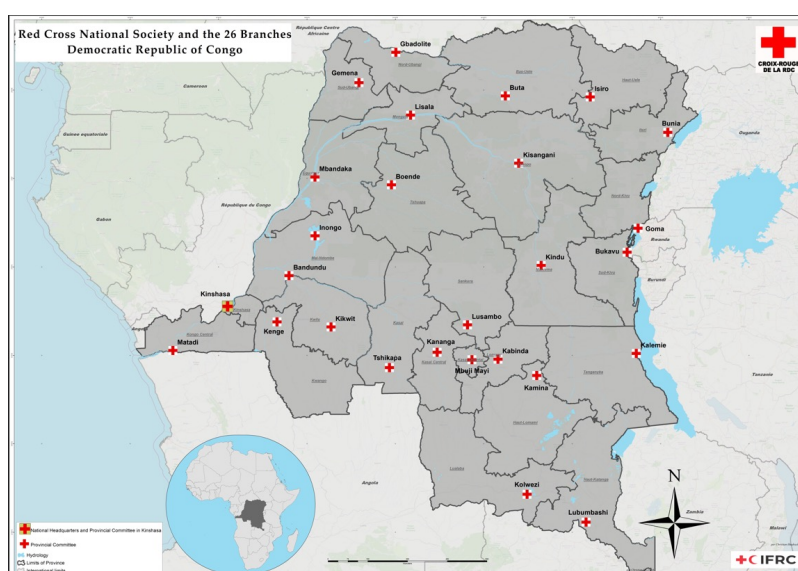 Red Cross National Society and the 26 Branches
Democratic Republic of Congo
CROIX-ROUGE
DE LA RDC
République Centre
Africaine
Cameroun
Guinee equatoriale
Gabon
République du Congo
Ouganda
Rwanda
Burundi
Tanzanie
Zambie
Malawi
Angola
Gbadolite
Gemena
Buta
Isiro
Lisala
Bunia
Kisangani
Mbandaka
Boende
Inongo
Goma
Bukavu
Kindu
Bandundu
Kinshasa
Lusambo
Kenge
Kikwit
Matadi
Kananga
Kabinda
Kalemie
Tshikapa
Mbuji Mayi
Kamina
Kolwezi
Lubumbashi
N
National Headquarters and Provincial Committee in Kinshasa
Provincial Committee
Hydrology
Limits of Province
IFRC